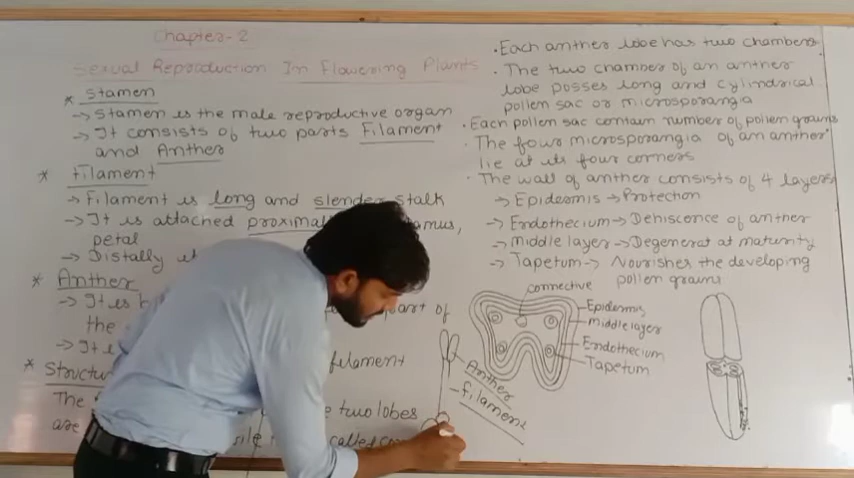 Chapter-2
Sexual Reproduction In Flowering Plants
* Stamen
→ Stamen is the male reproductive organ
→ It consists of two parts Filament
and Anther
* Filament
→ Filament is long and slender stalk
→ It is attached
petal
→ Distally
* Anther
→ It is
part of
the
→ It
filament
*
The
two lobes
are
called
• Each anther lobe has two chambers
• The two chamber of an anther
lobe posses long and cylindrical
pollen sac or microsporangia
• Each pollen sac contain number of pollen grains
• The four microsporangia of an anther
lie at its four corners
• The wall of anther consists of 4 layers
→ Epidermis → Protection
→ Endothecium → Dehiscence of anther
→ Middle layer → Degenerat at maturity
→ Tapetum → Nourishes the developing
pollen grains
connective
Epidermis
Middle layer
Endothecium
Tapetum
Anther
Filament